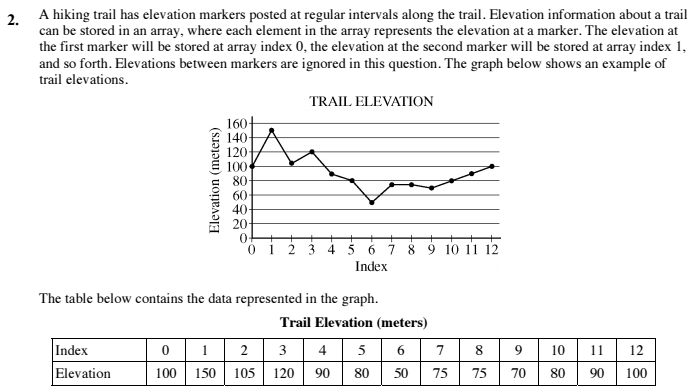 2. A hiking trail has elevation markers posted at regular intervals along the trail. Elevation information about a trail
can be stored in an array, where each element in the array represents the elevation at a marker. The elevation at
the first marker will be stored at array index 0, the elevation at the second marker will be stored at array index 1,
and so forth. Elevations between markers are ignored in this question. The graph below shows an example of
trail elevations.
TRAIL ELEVATION
Elevation (meters)
160
140
120
100
80
60
40
20
0
0 1 2 3 4 5 6 7 8 9 10 11 12
Index
The table below contains the data represented in the graph.
Trail Elevation (meters)
Index 0 1 2 3 4 5 6 7 8 9 10 11 12
Elevation 100 150 105 120 90 80 50 75 75 70 80 90 100